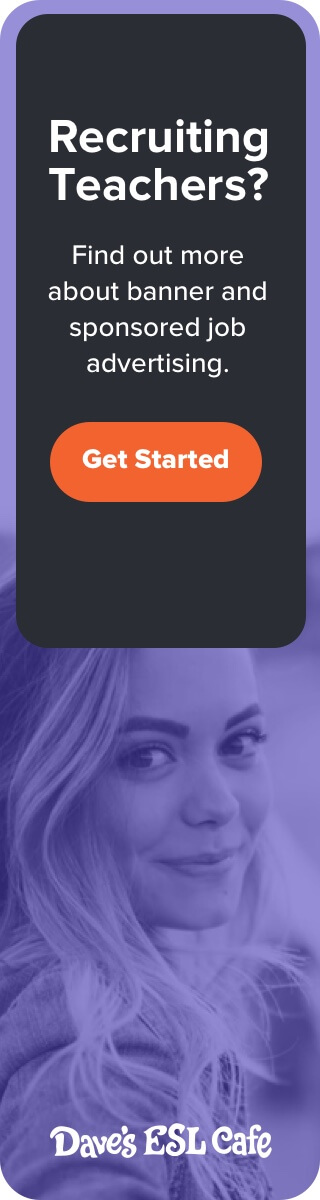 Recruiting
Teachers?
Find out more
about banner and
sponsored job
advertising.
Get Started
Dave's ESL Cafe